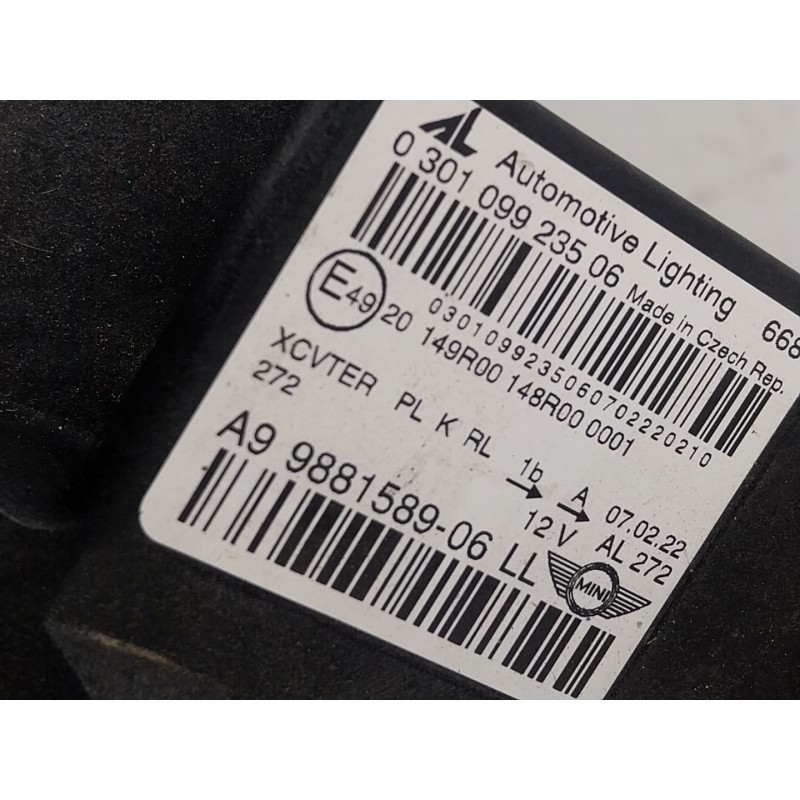 AL Automotive Lighting 668
0 301 099 235 06 Made in Czech Rep.
0301099235060702220210
E49 20 149R00 148R00 0001
XCVTER PL K RL 1b A 07.02.22
272 12 V AL 272
A9 9881589-06 LL MINI